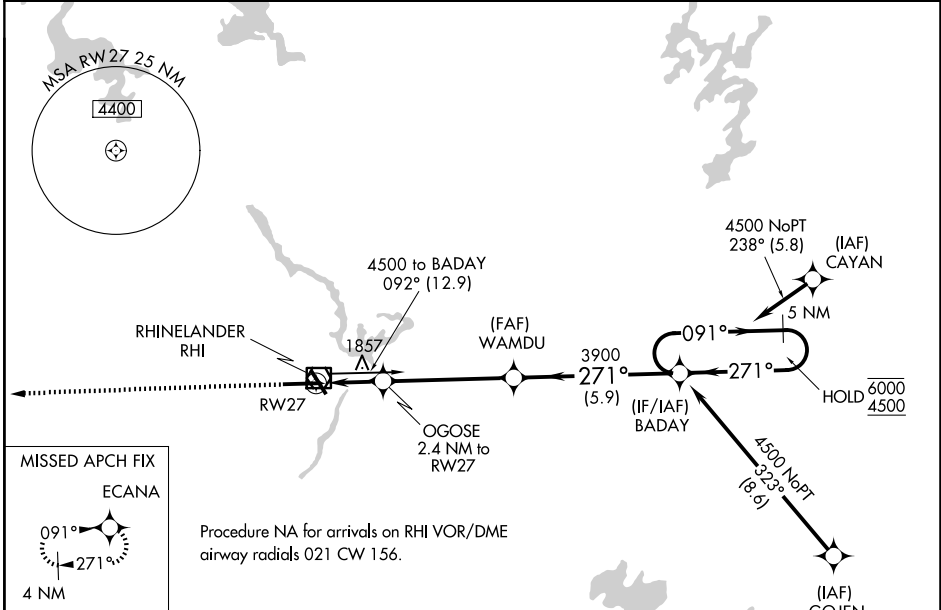 MSA RW27 25 NM
4400
4500 NoPT
238° (5.8)
(IAF)
CAYAN
4500 to BADAY
092° (12.9)
5 NM
(FAF)
WAMDU
091°
RHINELANDER
RHI
1857
3900
271°
(5.9)
271°
HOLD
6000
4500
RW27
(IF/IAF)
BADAY
OGOSE
2.4 NM to
RW27
4500 NoPT
323°
(8.6)
MISSED APCH FIX
ECANA
091°
271°
4 NM
Procedure NA for arrivals on RHI VOR/DME
airway radials 021 CW 156.
(IAF)